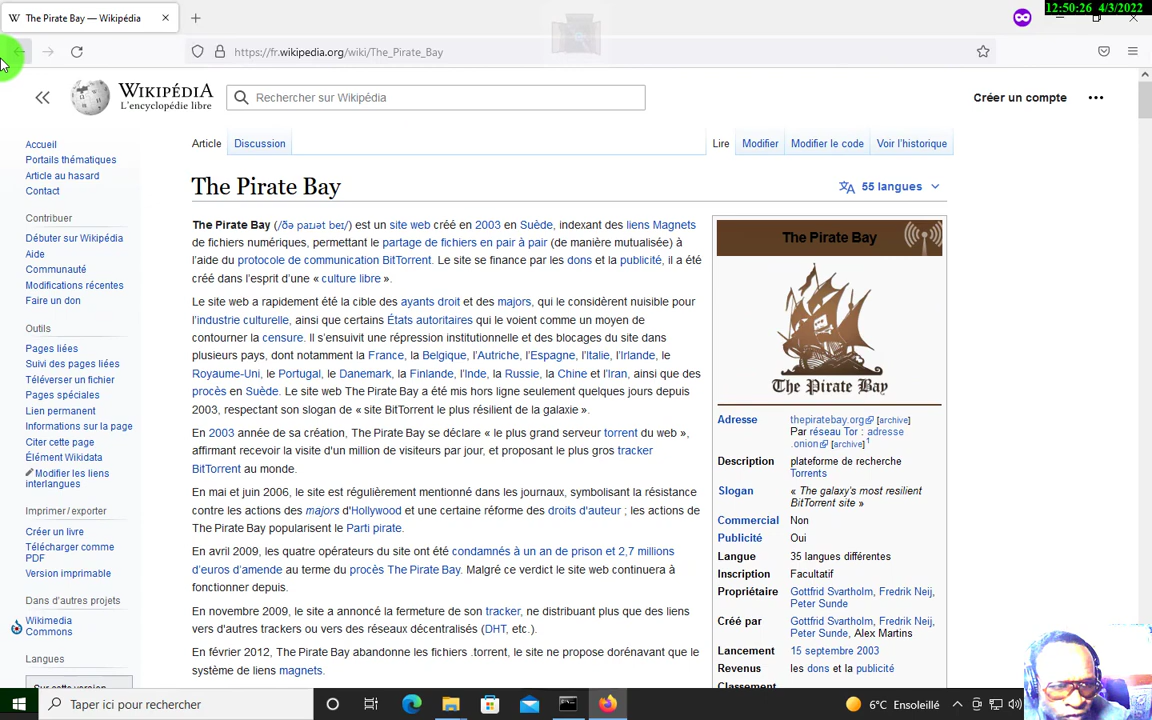 12:50:26 4/3/2022
The Pirate Bay — Wikipédia
https://fr.wikipedia.org/wiki/The_Pirate_Bay
WIKIPÉDIA
L'encyclopédie libre
Rechercher sur Wikipédia
Créer un compte
Accueil
Portails thématiques
Article au hasard
Contact
Contribuer
Débuter sur Wikipédia
Aide
Communauté
Modifications récentes
Faire un don
Outils
Pages liées
Suivi des pages liées
Téléverser un fichier
Pages spéciales
Lien permanent
Informations sur la page
Citer cette page
Élément Wikidata
Modifier les liens
interlangues
Imprimer / exporter
Créer un livre
Télécharger comme
PDF
Version imprimable
Dans d'autres projets
Wikimedia
Commons
Langues
Sur cette version
Article
Discussion
Lire
Modifier
Modifier le code
Voir l'historique
The Pirate Bay
55 langues
The Pirate Bay (/ðə paɪɹət beɪ/) est un site web créé en 2003 en Suède, indexant des liens Magnets
de fichiers numériques, permettant le partage de fichiers en pair à pair (de manière mutualisée) à
l'aide du protocole de communication BitTorrent. Le site se finance par les dons et la publicité, il a été
créé dans l'esprit d'une « culture libre ».
Le site web a rapidement été la cible des ayants droit et des majors, qui le considèrent nuisible pour
l'industrie culturelle, ainsi que certains États autoritaires qui le voient comme un moyen de
contourner la censure. Il s'ensuivit une répression institutionnelle et des blocages du site dans
plusieurs pays, dont notamment la France, la Belgique, l'Autriche, l'Espagne, l'Italie, l'Irlande, le
Royaume-Uni, le Portugal, le Danemark, la Finlande, l'Inde, la Russie, la Chine et l'Iran, ainsi que des
procès en Suède. Le site web The Pirate Bay a été mis hors ligne seulement quelques jours depuis
2003, respectant son slogan de « site BitTorrent le plus résilient de la galaxie ».
En 2003 année de sa création, The Pirate Bay se déclare « le plus grand serveur torrent du web »,
affirmant recevoir la visite d'un million de visiteurs par jour, et proposant le plus gros tracker
BitTorrent au monde.
En mai et juin 2006, le site est régulièrement mentionné dans les journaux, symbolisant la résistance
contre les actions des majors d'Hollywood et une certaine réforme des droits d'auteur ; les actions de
The Pirate Bay popularisent le Parti pirate.
En avril 2009, les quatre opérateurs du site ont été condamnés à un an de prison et 2,7 millions
d'euros d'amende au terme du procès The Pirate Bay. Malgré ce verdict le site web continuera à
fonctionner depuis.
En novembre 2009, le site a annoncé la fermeture de son tracker, ne distribuant plus que des liens
vers d'autres trackers ou vers des réseaux décentralisés (DHT, etc.).
En février 2012, The Pirate Bay abandonne les fichiers .torrent, le site ne propose dorénavant que le
système de liens magnets.
The Pirate Bay
The Pirate Bay
Adresse thepiratebay.org [archive]
Par réseau Tor : adresse
.onion [archive] 1
Description plateforme de recherche
Torrents
Slogan « The galaxy's most resilient
BitTorrent site »
Commercial Non
Publicité Oui
Langue 35 langues différentes
Inscription Facultatif
Propriétaire Gottfrid Svartholm, Fredrik Neij,
Peter Sunde
Créé par Gottfrid Svartholm, Fredrik Neij,
Peter Sunde, Alex Martins
Lancement 15 septembre 2003
Revenus les dons et la publicité
Classement
Taper ici pour rechercher
6°C Ensoleillé